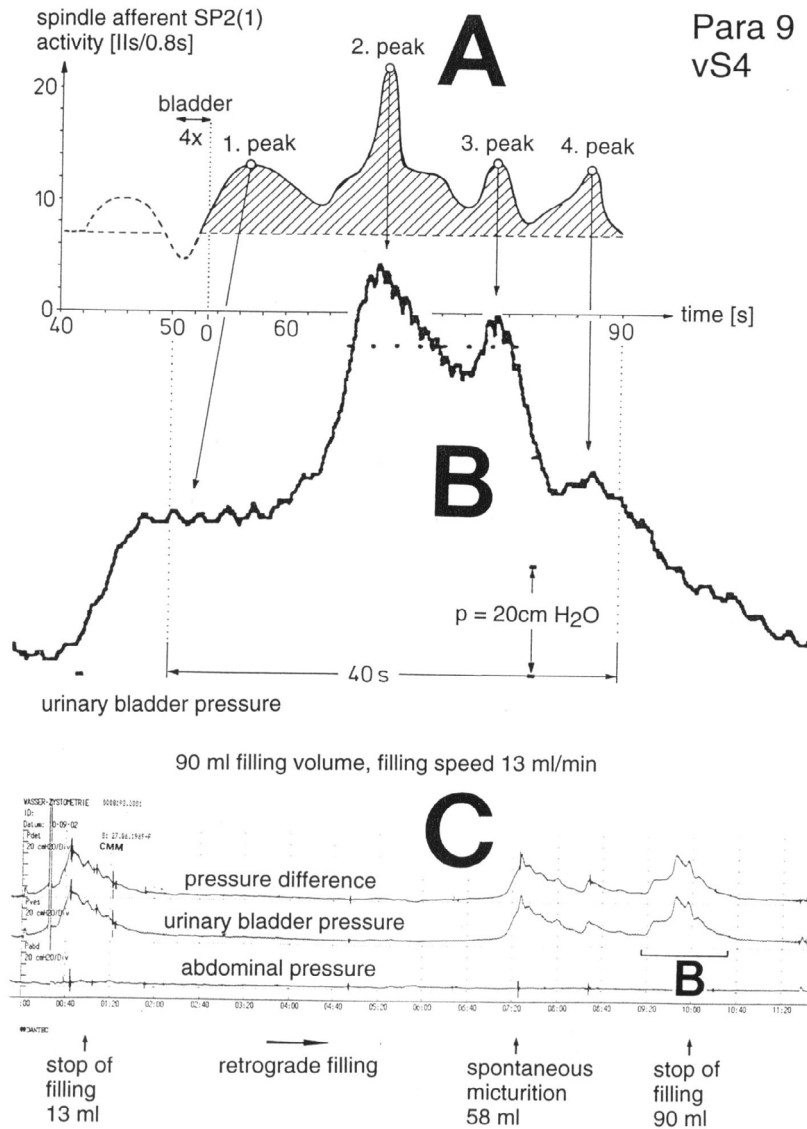 spindle afferent SP2(1)
activity [IIs/0.8s]
A
Para 9
vS4
2. peak
20
bladder
4x
1. peak
3. peak
4. peak
10
0
time [s]
40
50
0
60
90
B
p = 20cm H2O
40s
urinary bladder pressure
90 ml filling volume, filling speed 13 ml/min
C
WASSER-ZYSTOMETRIE
ID:
Datum:
CMM
Pdet
20 cmH2O/Div
pressure difference
Pves
20 cmH2O/Div
urinary bladder pressure
Pabd
20 cmH2O/Div
abdominal pressure
B
:00 00:40 01:20 02:00 02:40 03:20 04:00 04:40 05:20 06:00 06:40 07:20 08:00 08:40 09:20 10:00 10:40 11:20
DANTEC
stop of
filling
13 ml
retrograde filling
spontaneous
micturition
58 ml
stop of
filling
90 ml